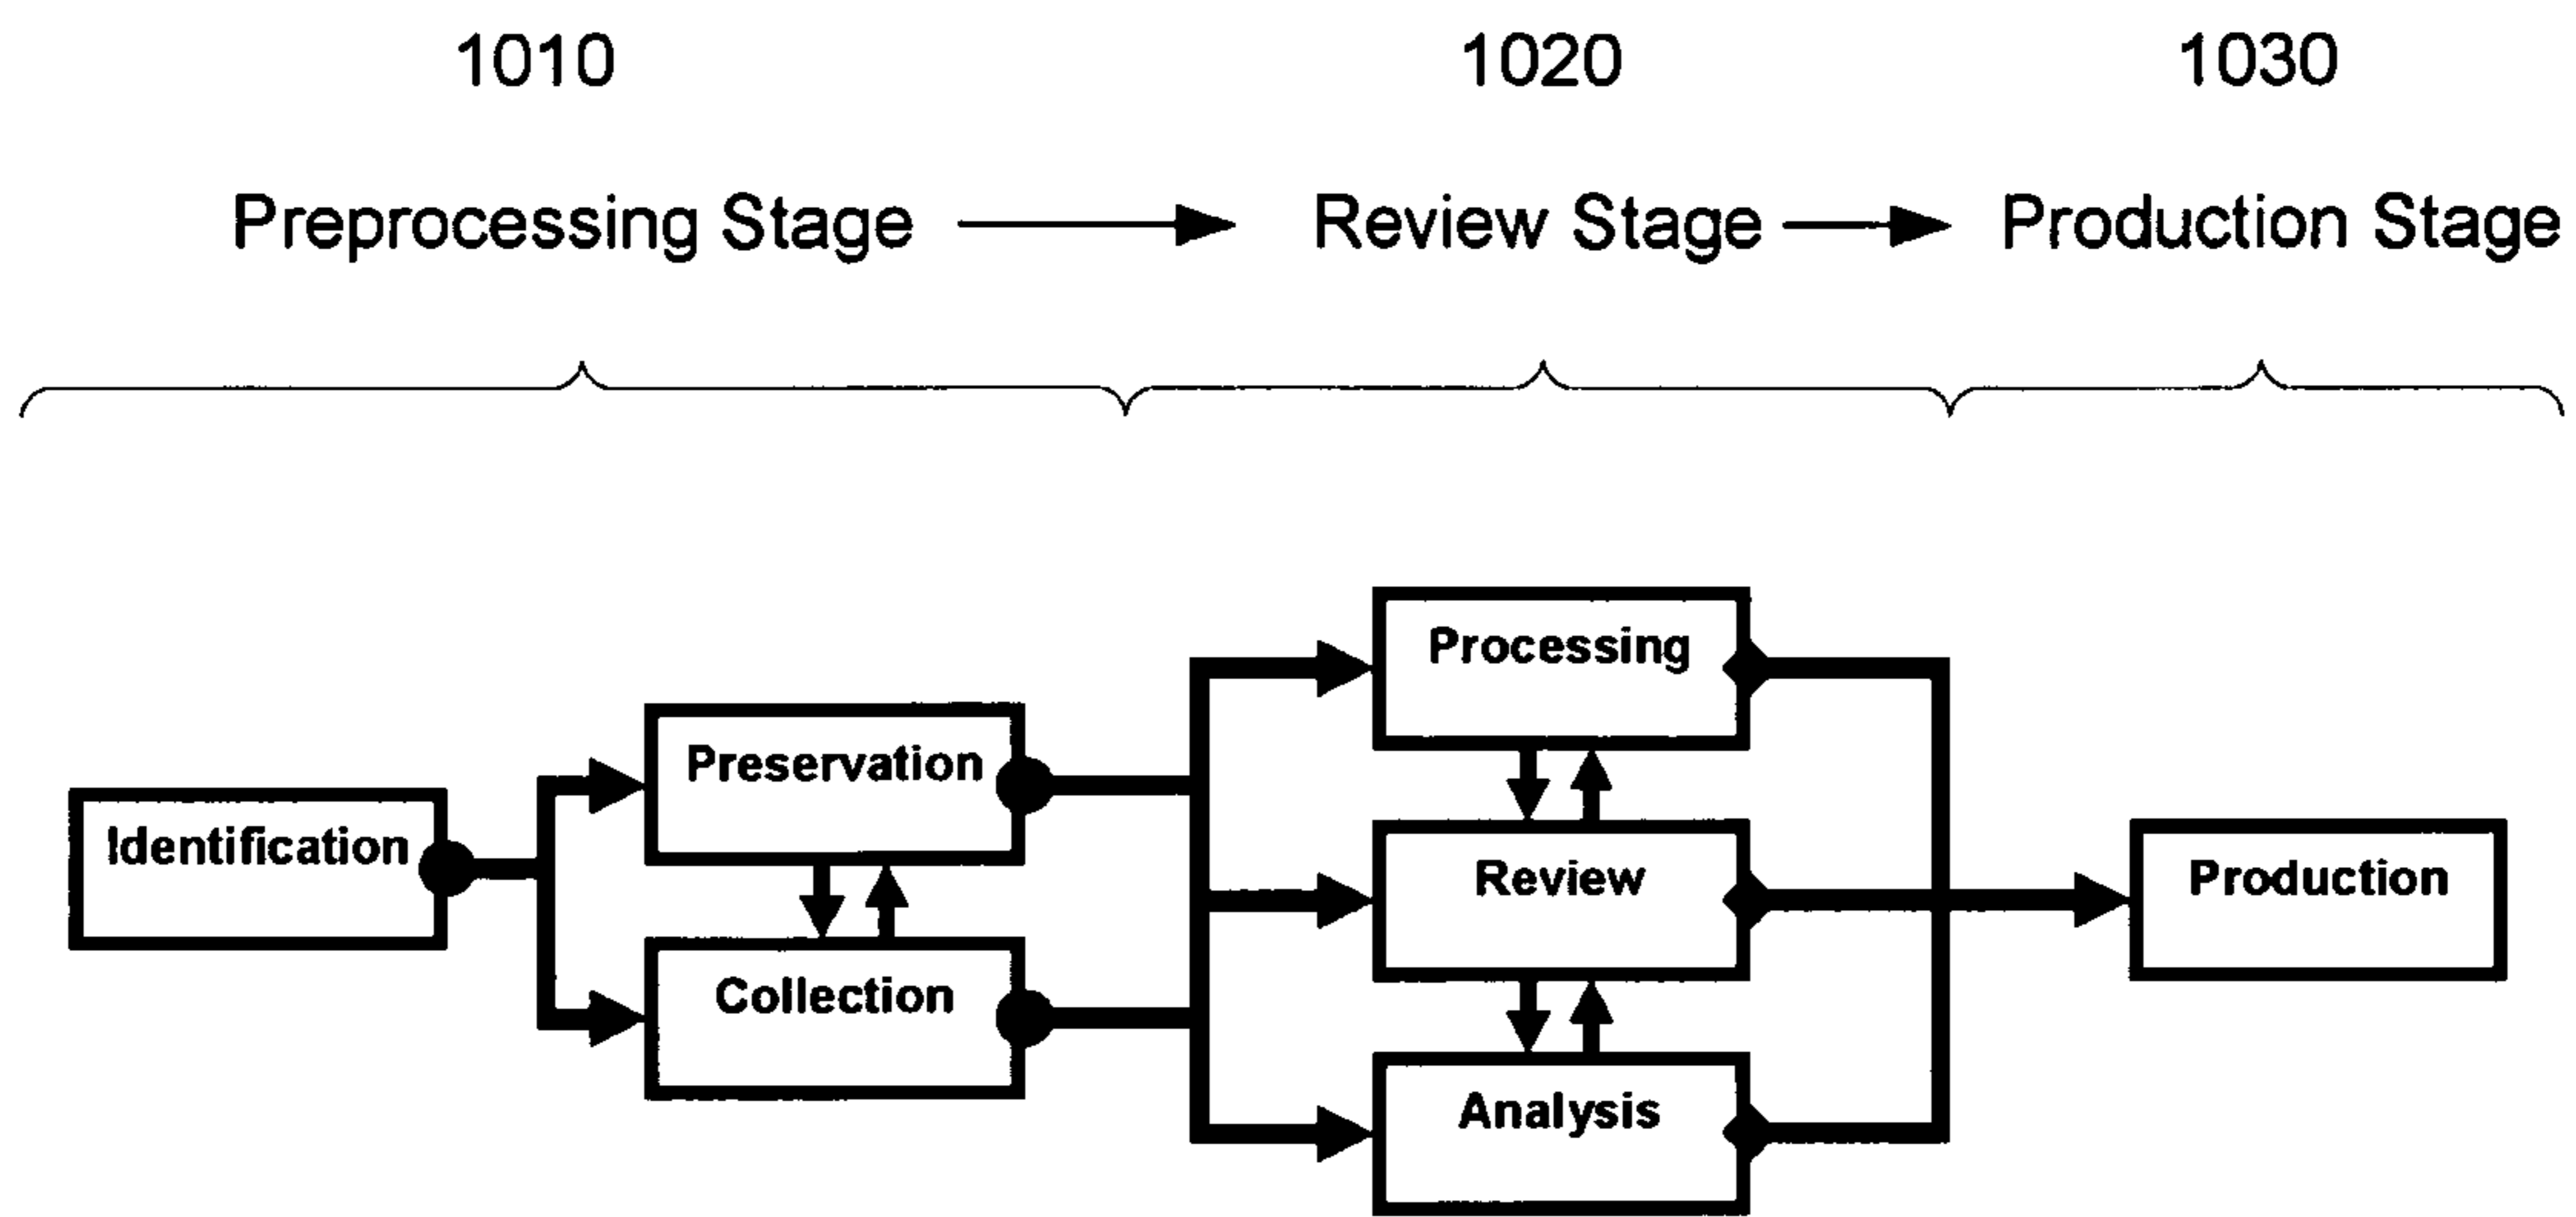 1010 1020 1030
Preprocessing Stage Review Stage Production Stage
Processing
Preservation
Identification
Review
Production
Collection
Analysis